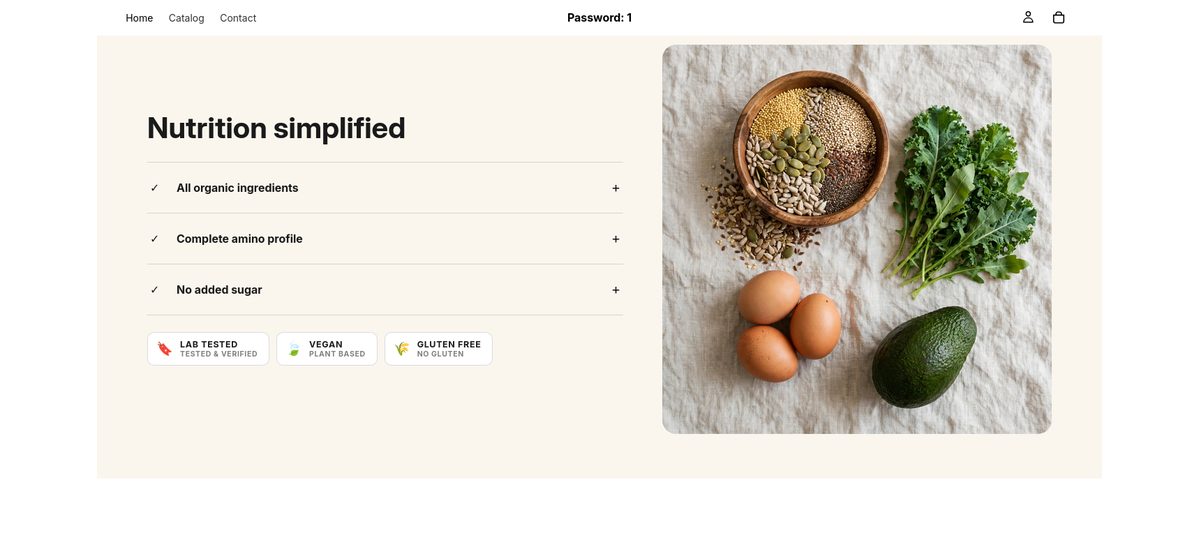 Home Catalog Contact
Password: 1
Nutrition simplified
✓ All organic ingredients +
✓ Complete amino profile +
✓ No added sugar +
LAB TESTED
TESTED & VERIFIED
VEGAN
PLANT BASED
GLUTEN FREE
NO GLUTEN